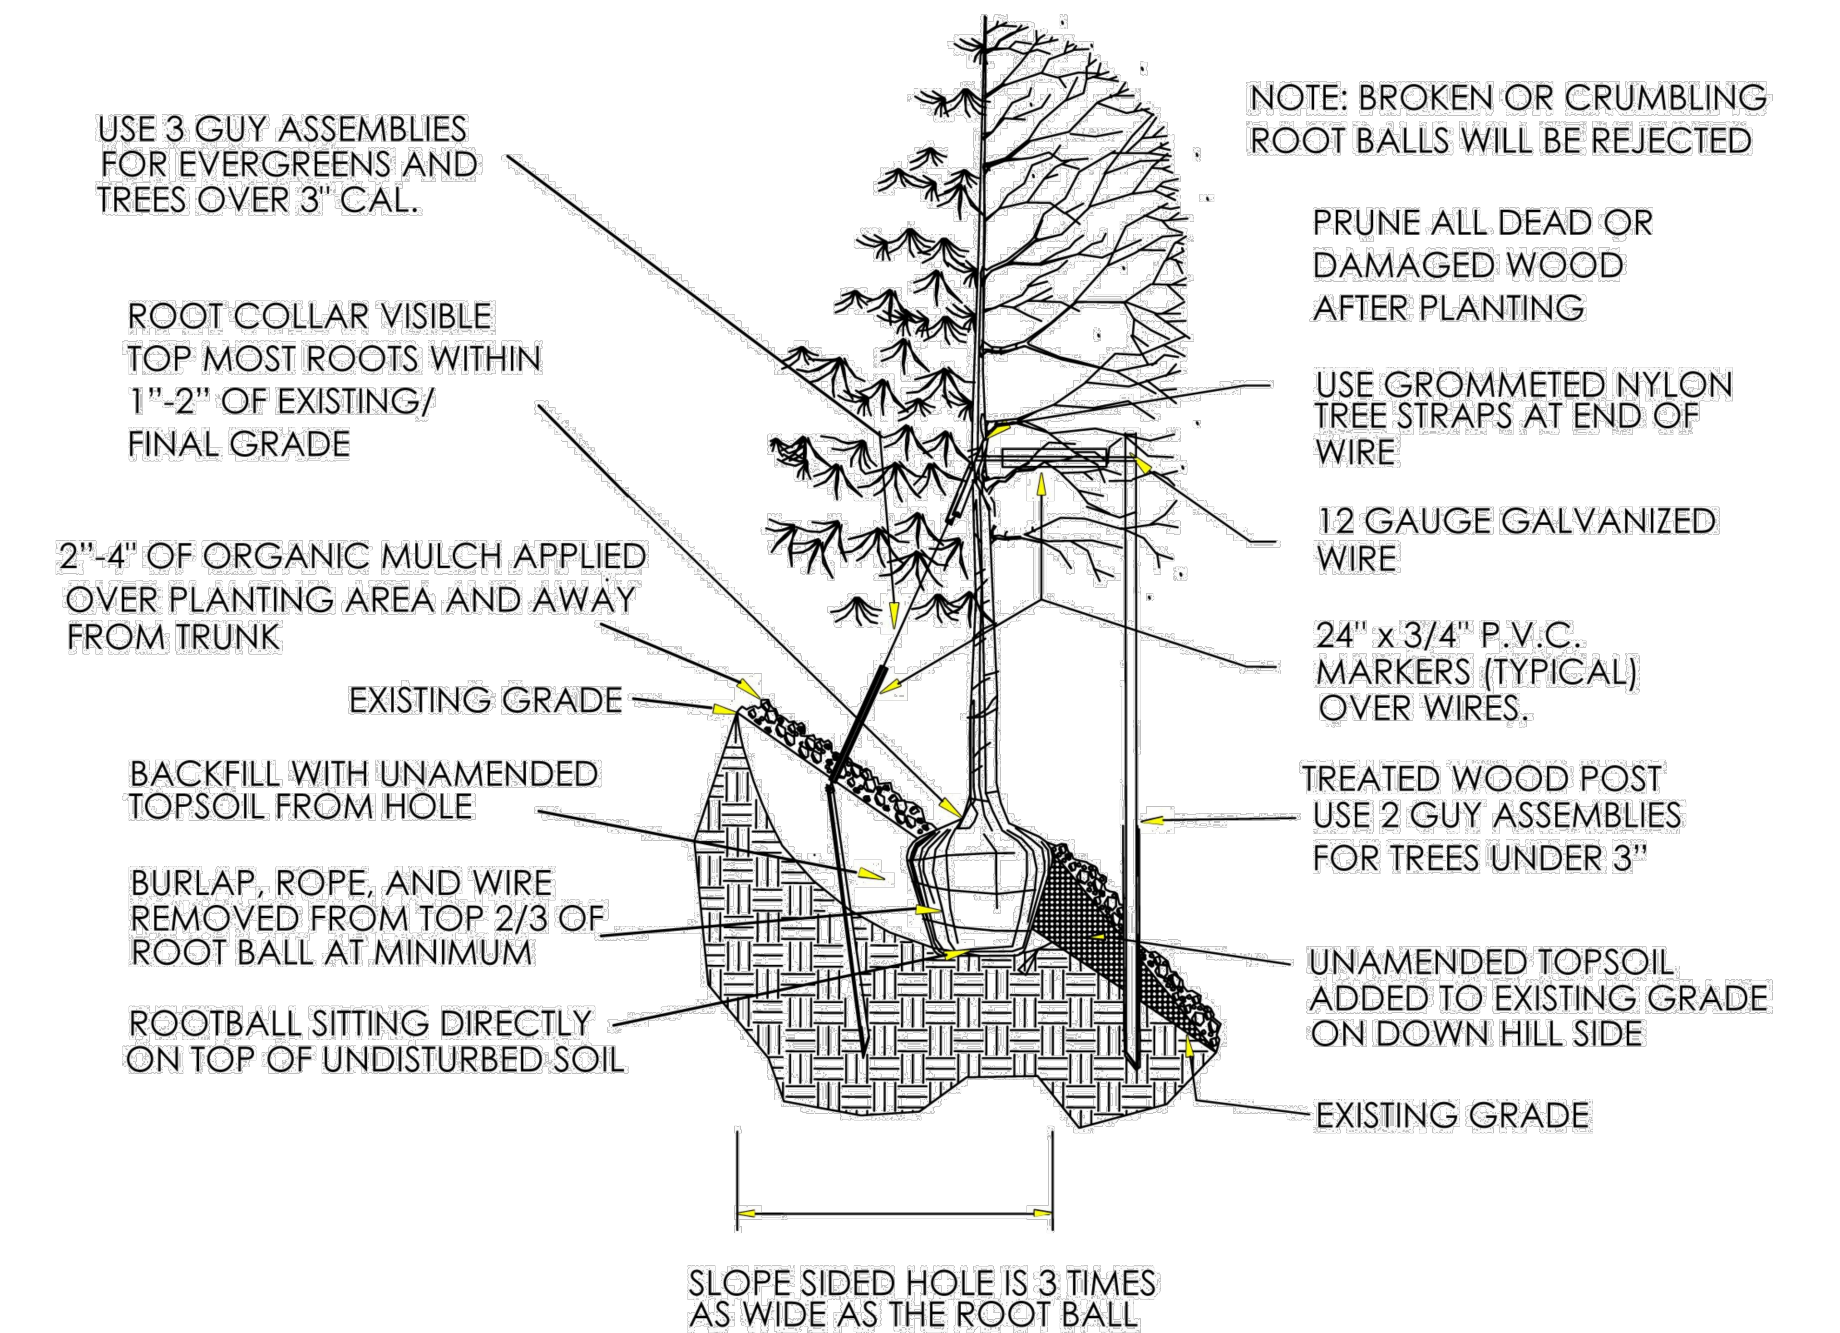 USE 3 GUY ASSEMBLIES
FOR EVERGREENS AND
TREES OVER 3" CAL.
ROOT COLLAR VISIBLE
TOP MOST ROOTS WITHIN
1”-2” OF EXISTING/
FINAL GRADE
2”-4" OF ORGANIC MULCH APPLIED
OVER PLANTING AREA AND AWAY
FROM TRUNK
EXISTING GRADE
BACKFILL WITH UNAMENDED
TOPSOIL FROM HOLE
BURLAP, ROPE, AND WIRE
REMOVED FROM TOP 2/3 OF
ROOT BALL AT MINIMUM
ROOTBALL SITTING DIRECTLY
ON TOP OF UNDISTURBED SOIL
NOTE: BROKEN OR CRUMBLING
ROOT BALLS WILL BE REJECTED
PRUNE ALL DEAD OR
DAMAGED WOOD
AFTER PLANTING
USE GROMMETED NYLON
TREE STRAPS AT END OF
WIRE
12 GAUGE GALVANIZED
WIRE
24" x 3/4" P.V.C.
MARKERS (TYPICAL)
OVER WIRES.
TREATED WOOD POST
USE 2 GUY ASSEMBLIES
FOR TREES UNDER 3”
UNAMENDED TOPSOIL
ADDED TO EXISTING GRADE
ON DOWN HILL SIDE
EXISTING GRADE
SLOPE SIDED HOLE IS 3 TIMES
AS WIDE AS THE ROOT BALL